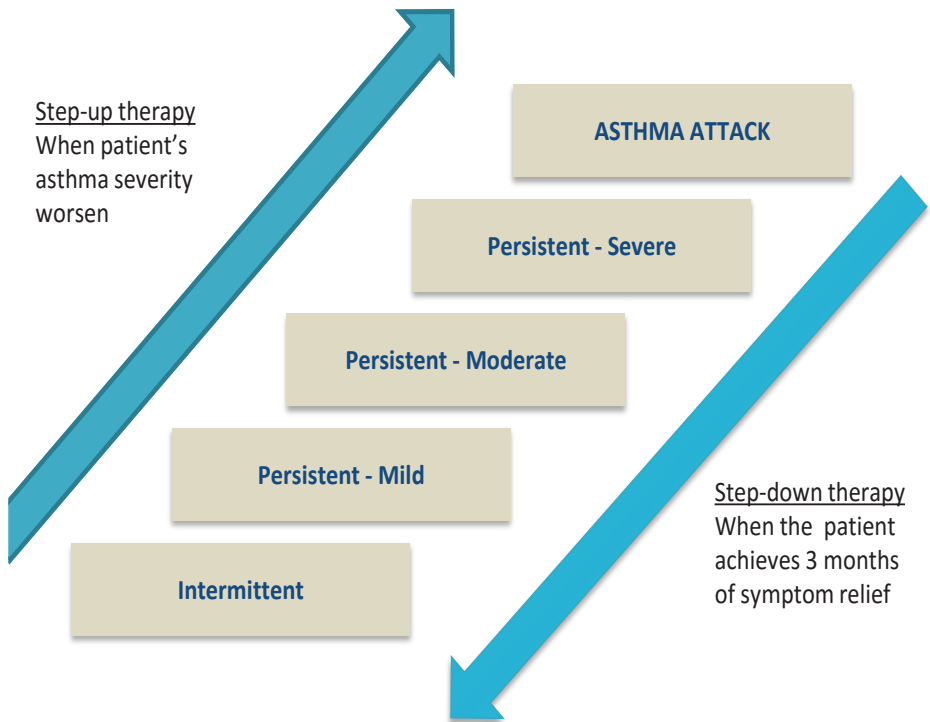 Step-up therapy
When patient's
asthma severity
worsen
ASTHMA ATTACK
Persistent - Severe
Persistent - Moderate
Persistent - Mild
Intermittent
Step-down therapy
When the  patient
achieves 3 months
of symptom relief